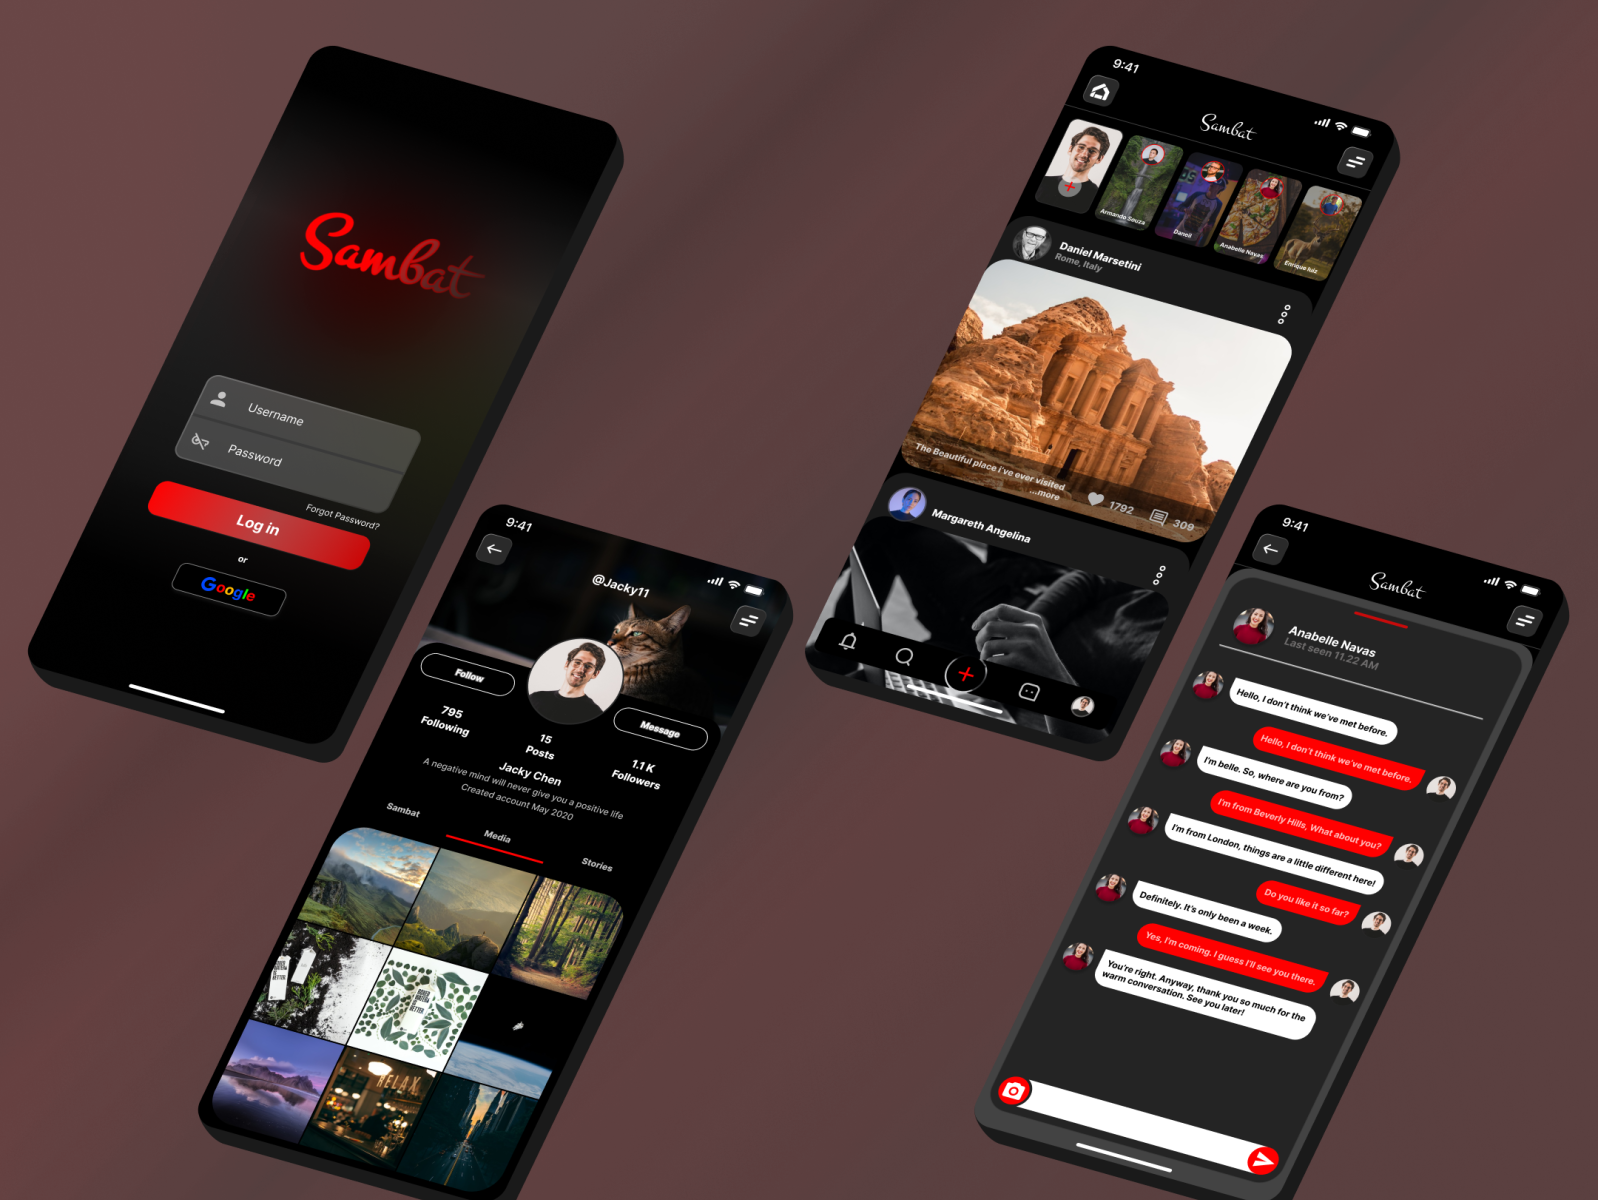 Sambat
Username
Password
Forgot Password?
Log in
or
Google
9:41
@Jacky11
Follow
Message
795
Following
15
Posts
1.1 K
Followers
Jacky Chen
A negative mind will never give you a positive life
Created account May 2020
Sambat
Media
Stories
RELAX
9:41
Sambat
Armando Souza
Daneil
Anabelle Navas
Enrique lulz
Daniel Marsetini
Rome, Italy
The Beautiful place i've ever visited
...more
1792
309
Margareth Angelina
9:41
Sambat
Anabelle Navas
Last seen 11.22 AM
Hello, I don't think we've met before.
Hello, I don't think we've met before.
I'm belle. So, where are you from?
I'm from Beverly Hills, What about you?
I'm from London, things are a little different here!
Do you like it so far?
Definitely. It's only been a week.
Yes, I'm coming. I guess I'll see you there.
You're right. Anyway, thank you so much for the
warm conversation. See you later!